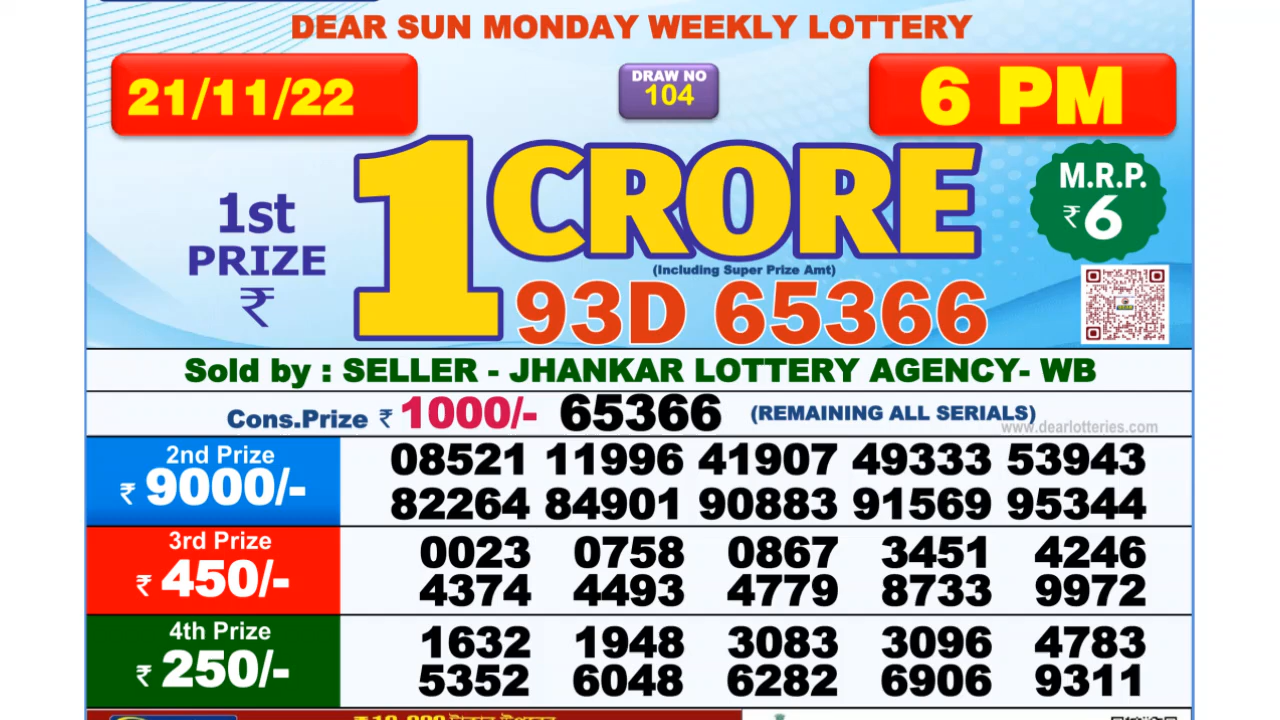 DEAR SUN MONDAY WEEKLY LOTTERY
21/11/22
DRAW NO
104
6 PM
1st
PRIZE
₹
1 CRORE
(Including Super Prize Amt)
93D 65366
M.R.P.
₹ 6
Sold by : SELLER - JHANKAR LOTTERY AGENCY- WB
Cons.Prize ₹ 1000/- 65366 (REMAINING ALL SERIALS)
www.dearlotteries.com
2nd Prize
₹ 9000/-
08521 11996 41907 49333 53943
82264 84901 90883 91569 95344
3rd Prize
₹ 450/-
0023 0758 0867 3451 4246
4374 4493 4779 8733 9972
4th Prize
₹ 250/-
1632 1948 3083 3096 4783
5352 6048 6282 6906 9311